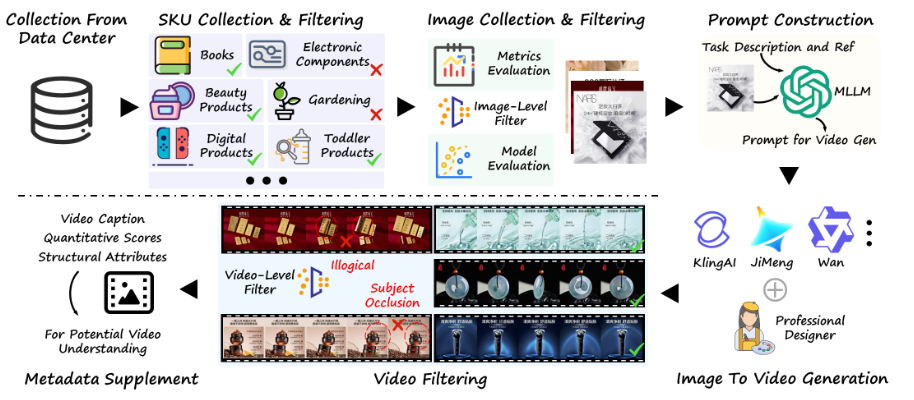 Collection From
Data Center
SKU Collection & Filtering
Books
Electronic
Components
Beauty
Products
Gardening
Digital
Products
Toddler
Products
Image Collection & Filtering
Metrics
Evaluation
Image-Level
Filter
Model
Evaluation
NARS
Prompt Construction
Task Description and Ref
NARS
MLLM
Prompt for Video Gen
KlingAI
JiMeng
Wan
Professional
Designer
Image To Video Generation
Video-Level
Filter
Illogical
Subject
Occlusion
Video Filtering
Video Caption
Quantitative Scores
Structural Attributes
For Potential Video
Understanding
Metadata Supplement